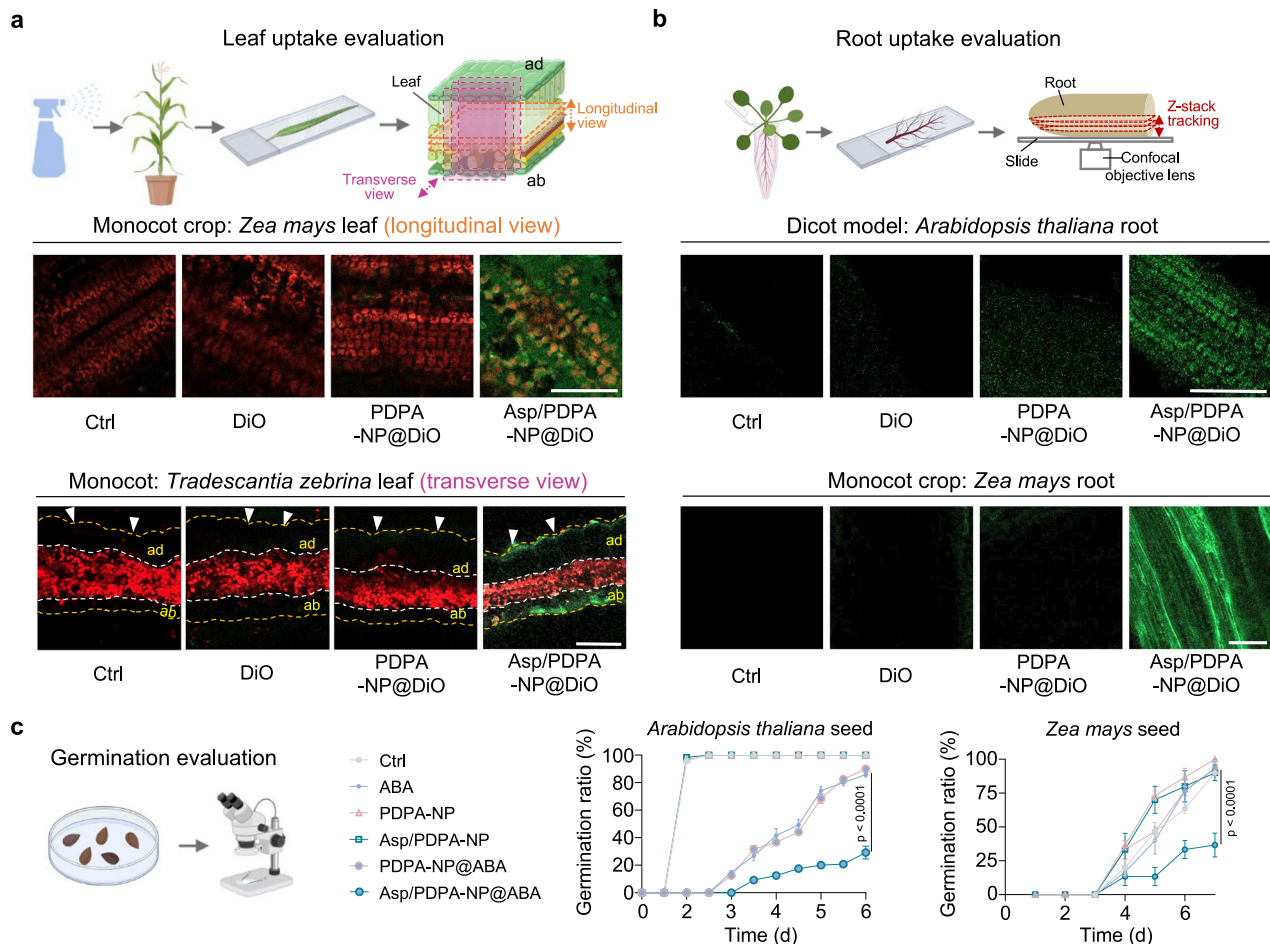 a
Leaf uptake evaluation
Leaf
ad
Longitudinal
view
Transverse
view
ab
Monocot crop: Zea mays leaf (longitudinal view)
Ctrl
DiO
PDPA
-NP@DiO
Asp/PDPA
-NP@DiO
Monocot: Tradescantia zebrina leaf (transverse view)
ad
ab
ad
ab
ad
ab
ad
ab
Ctrl
DiO
PDPA
-NP@DiO
Asp/PDPA
-NP@DiO
b
Root uptake evaluation
Root
Z-stack
tracking
Slide
Confocal
objective lens
Dicot model: Arabidopsis thaliana root
Ctrl
DiO
PDPA
-NP@DiO
Asp/PDPA
-NP@DiO
Monocot crop: Zea mays root
Ctrl
DiO
PDPA
-NP@DiO
Asp/PDPA
-NP@DiO
c
Germination evaluation
Ctrl
ABA
PDPA-NP
Asp/PDPA-NP
PDPA-NP@ABA
Asp/PDPA-NP@ABA
Arabidopsis thaliana seed
Germination ratio (%)
100
80
60
40
20
0
p < 0.0001
0 1 2 3 4 5 6
Time (d)
Zea mays seed
Germination ratio (%)
100
75
50
25
0
p < 0.0001
0 2 4 6
Time (d)